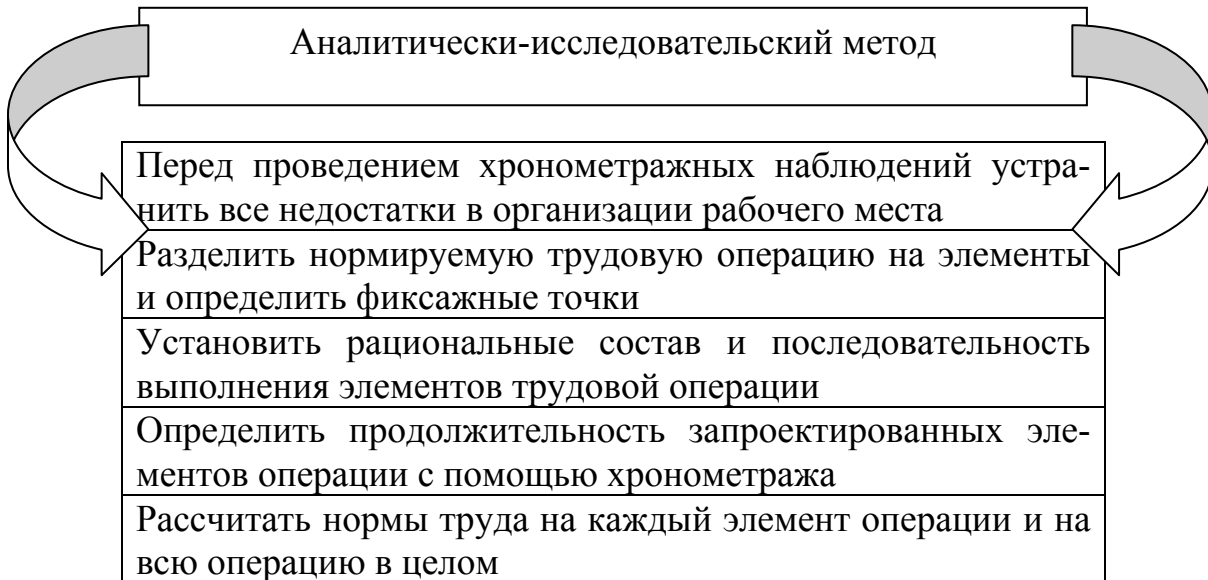 Аналитически-исследовательский метод
Перед проведением хронометражных наблюдений устра-
нить все недостатки в организации рабочего места
Разделить нормируемую трудовую операцию на элементы
и определить фиксажные точки
Установить рациональные состав и последовательность
выполнения элементов трудовой операции
Определить продолжительность запроектированных эле-
ментов операции с помощью хронометража
Рассчитать нормы труда на каждый элемент операции и на
всю операцию в целом